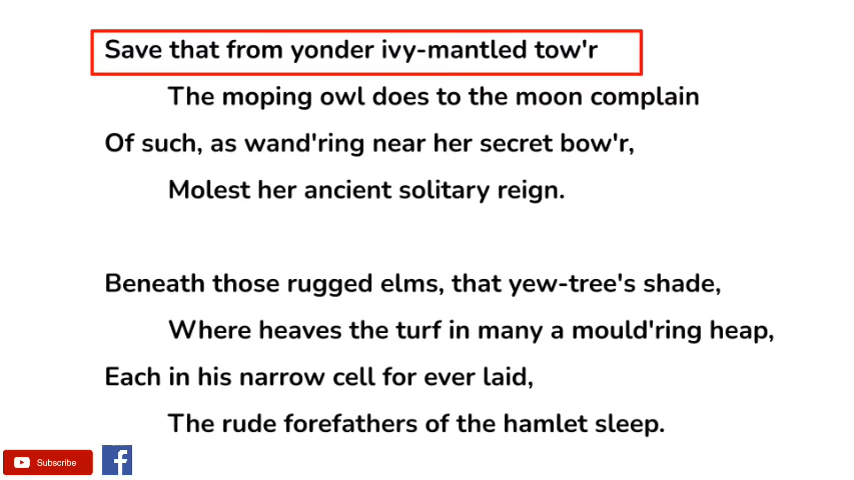 Save that from yonder ivy-mantled tow'r
The moping owl does to the moon complain
Of such, as wand'ring near her secret bow'r,
Molest her ancient solitary reign.
Beneath those rugged elms, that yew-tree's shade,
Where heaves the turf in many a mould'ring heap,
Each in his narrow cell for ever laid,
The rude forefathers of the hamlet sleep.
Subscribe